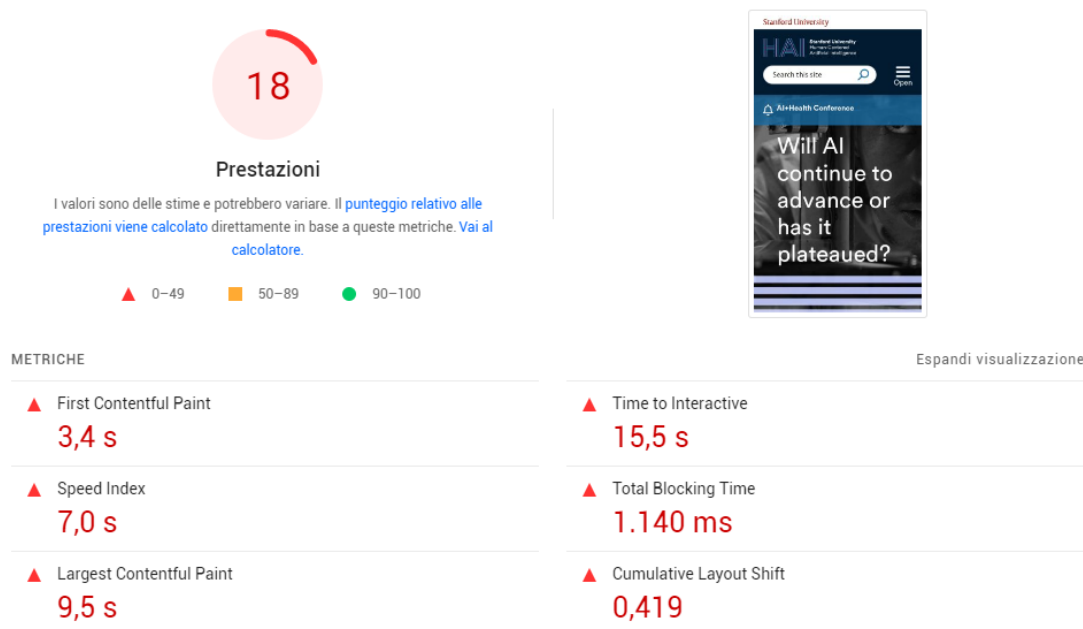 18
Prestazioni
I valori sono delle stime e potrebbero variare. Il punteggio relativo alle
prestazioni viene calcolato direttamente in base a queste metriche. Vai al
calcolatore.
0–49
50–89
90–100
Stanford University
HAI
Stanford University
Human-Centered
Artificial Intelligence
Search this site
Open
AI+Health Conference
Will AI
continue to
advance or
has it
plateaued?
METRICHE
Espandi visualizzazione
First Contentful Paint
3,4 s
Time to Interactive
15,5 s
Speed Index
7,0 s
Total Blocking Time
1.140 ms
Largest Contentful Paint
9,5 s
Cumulative Layout Shift
0,419